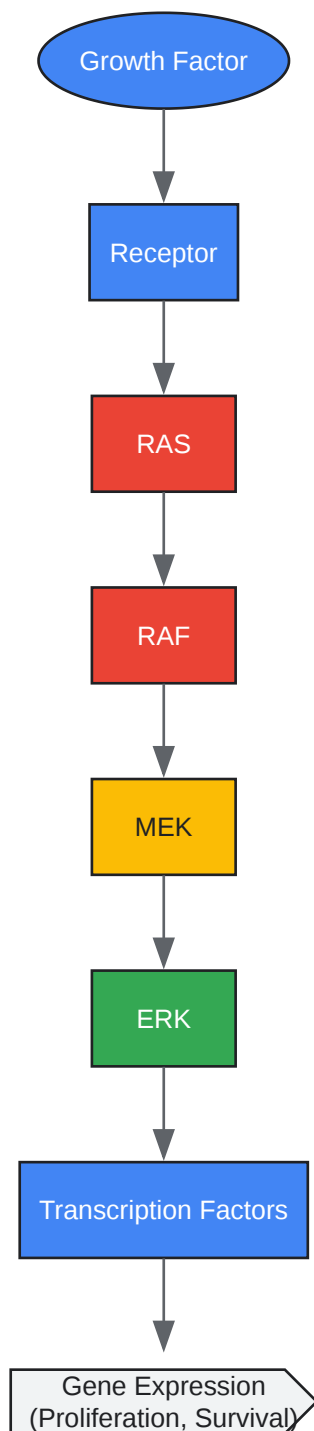 Growth Factor
Receptor
RAS
RAF
MEK
ERK
Transcription Factors
Gene Expression
(Proliferation, Survival)